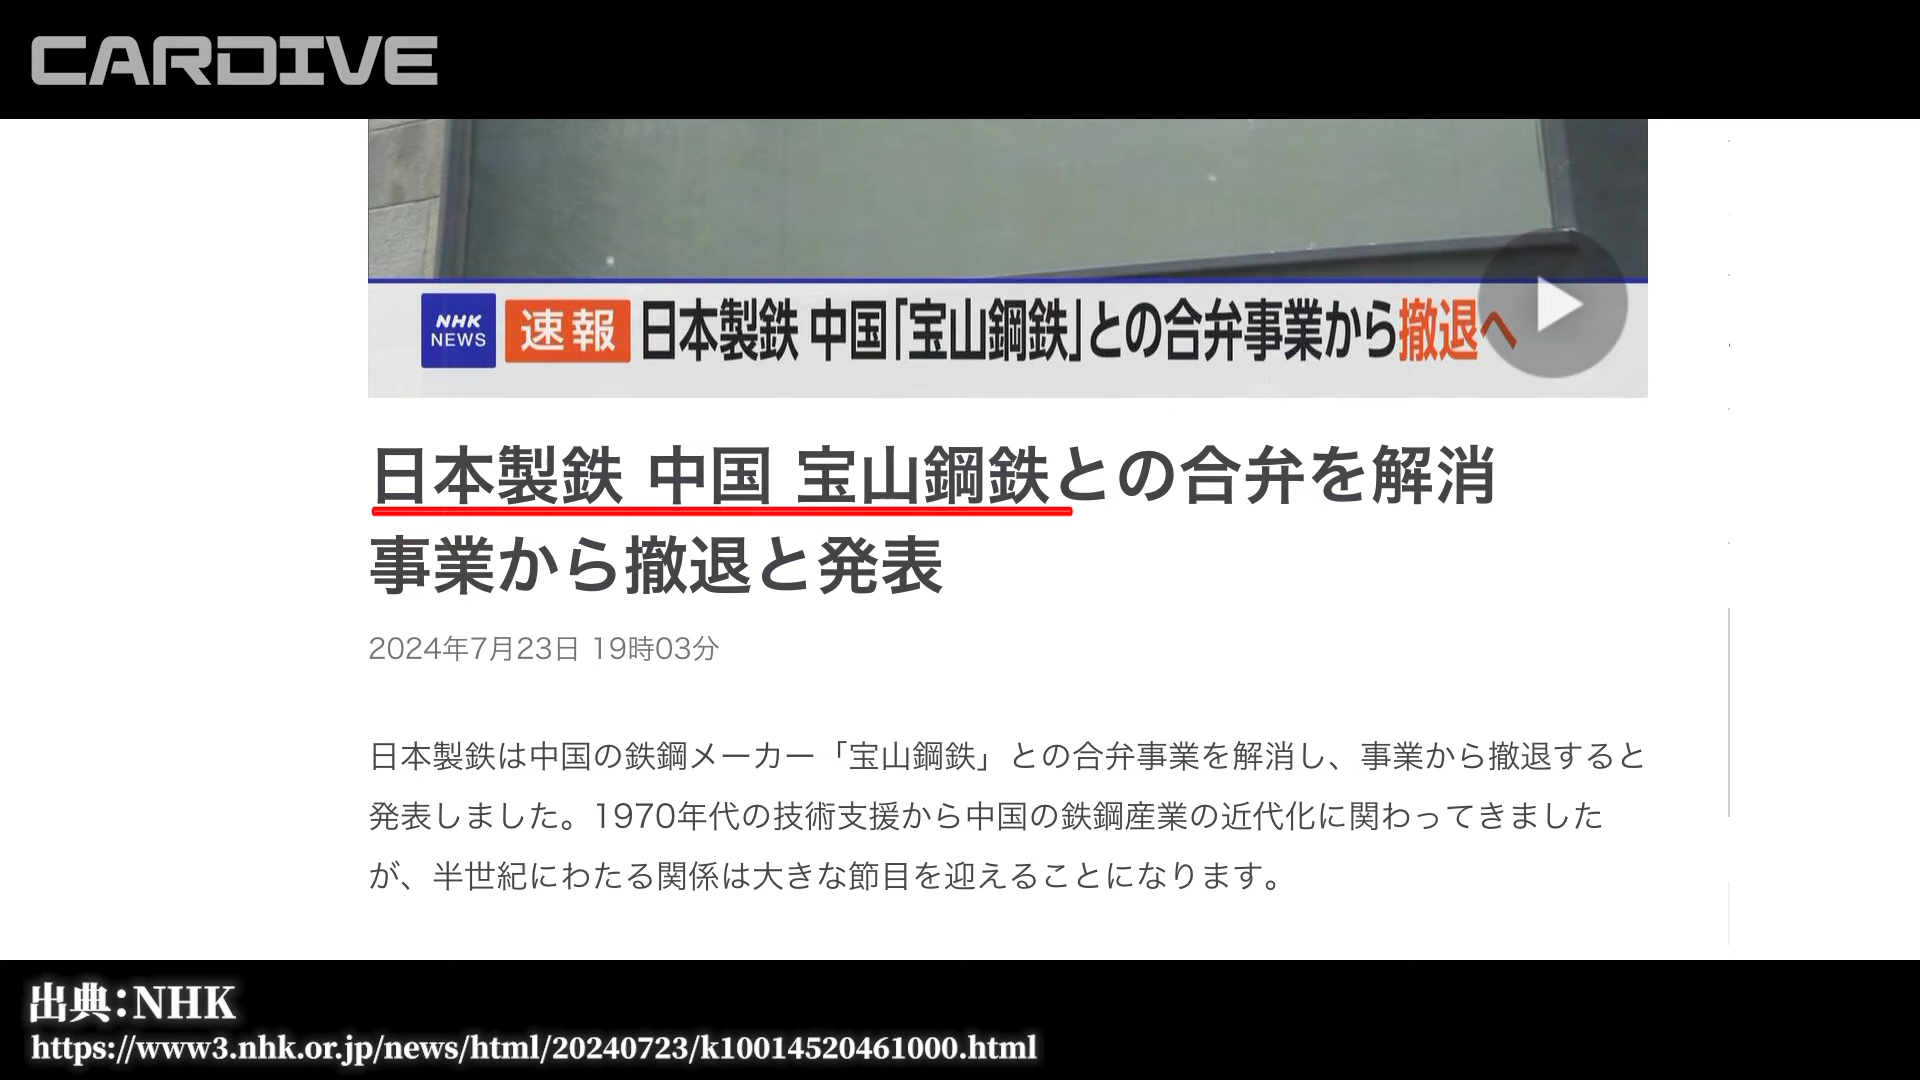 CARDIVE
NHK
NEWS
速報
日本製鉄 中国「宝山鋼鉄」との合弁事業から撤退へ
日本製鉄 中国 宝山鋼鉄との合弁を解消
事業から撤退と発表
2024年7月23日 19時03分
日本製鉄は中国の鉄鋼メーカー「宝山鋼鉄」との合弁事業を解消し、事業から撤退すると
発表しました。1970年代の技術支援から中国の鉄鋼産業の近代化に関わってきました
が、半世紀にわたる関係は大きな節目を迎えることになります。
出典：NHK
https://www3.nhk.or.jp/news/html/20240723/k10014520461000.html